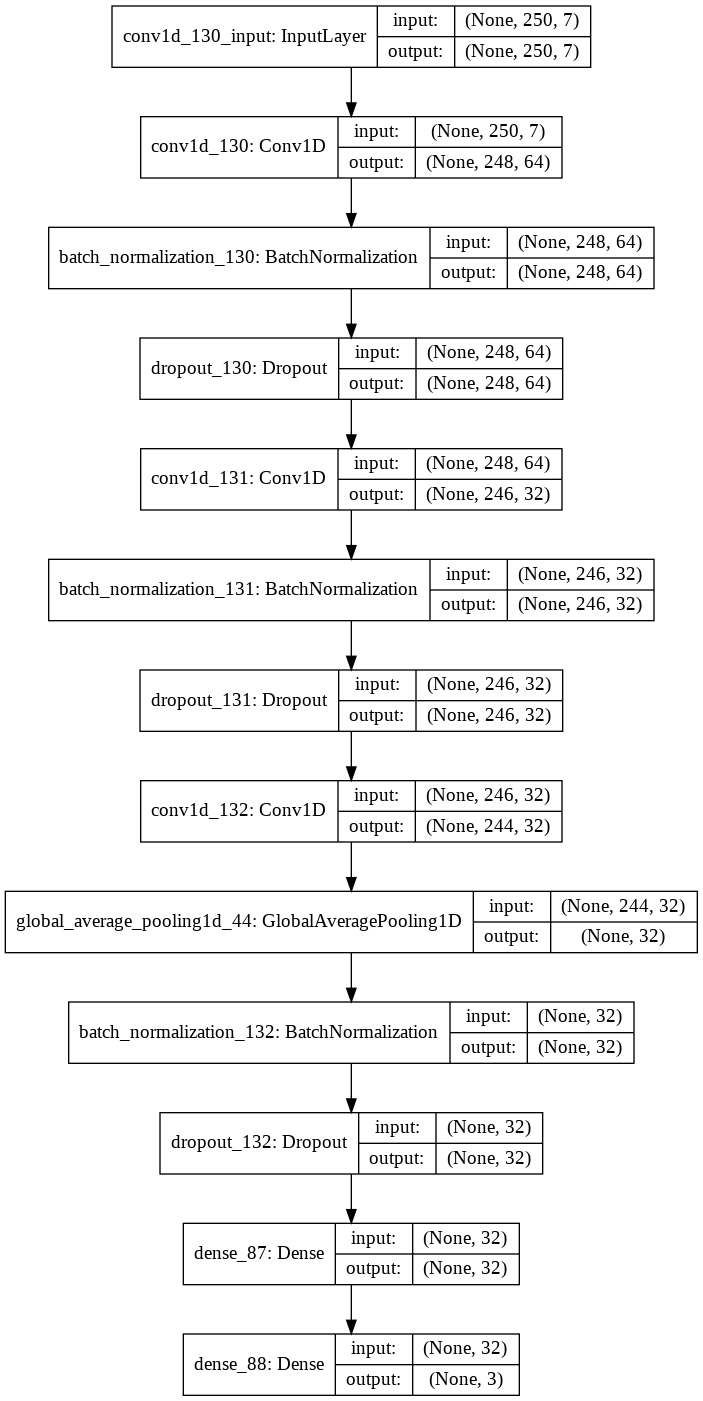 conv1d_130_input: InputLayer
input: (None, 250, 7)
output: (None, 250, 7)
conv1d_130: Conv1D
input: (None, 250, 7)
output: (None, 248, 64)
batch_normalization_130: BatchNormalization
input: (None, 248, 64)
output: (None, 248, 64)
dropout_130: Dropout
input: (None, 248, 64)
output: (None, 248, 64)
conv1d_131: Conv1D
input: (None, 248, 64)
output: (None, 246, 32)
batch_normalization_131: BatchNormalization
input: (None, 246, 32)
output: (None, 246, 32)
dropout_131: Dropout
input: (None, 246, 32)
output: (None, 246, 32)
conv1d_132: Conv1D
input: (None, 246, 32)
output: (None, 244, 32)
global_average_pooling1d_44: GlobalAveragePooling1D
input: (None, 244, 32)
output: (None, 32)
batch_normalization_132: BatchNormalization
input: (None, 32)
output: (None, 32)
dropout_132: Dropout
input: (None, 32)
output: (None, 32)
dense_87: Dense
input: (None, 32)
output: (None, 32)
dense_88: Dense
input: (None, 32)
output: (None, 3)